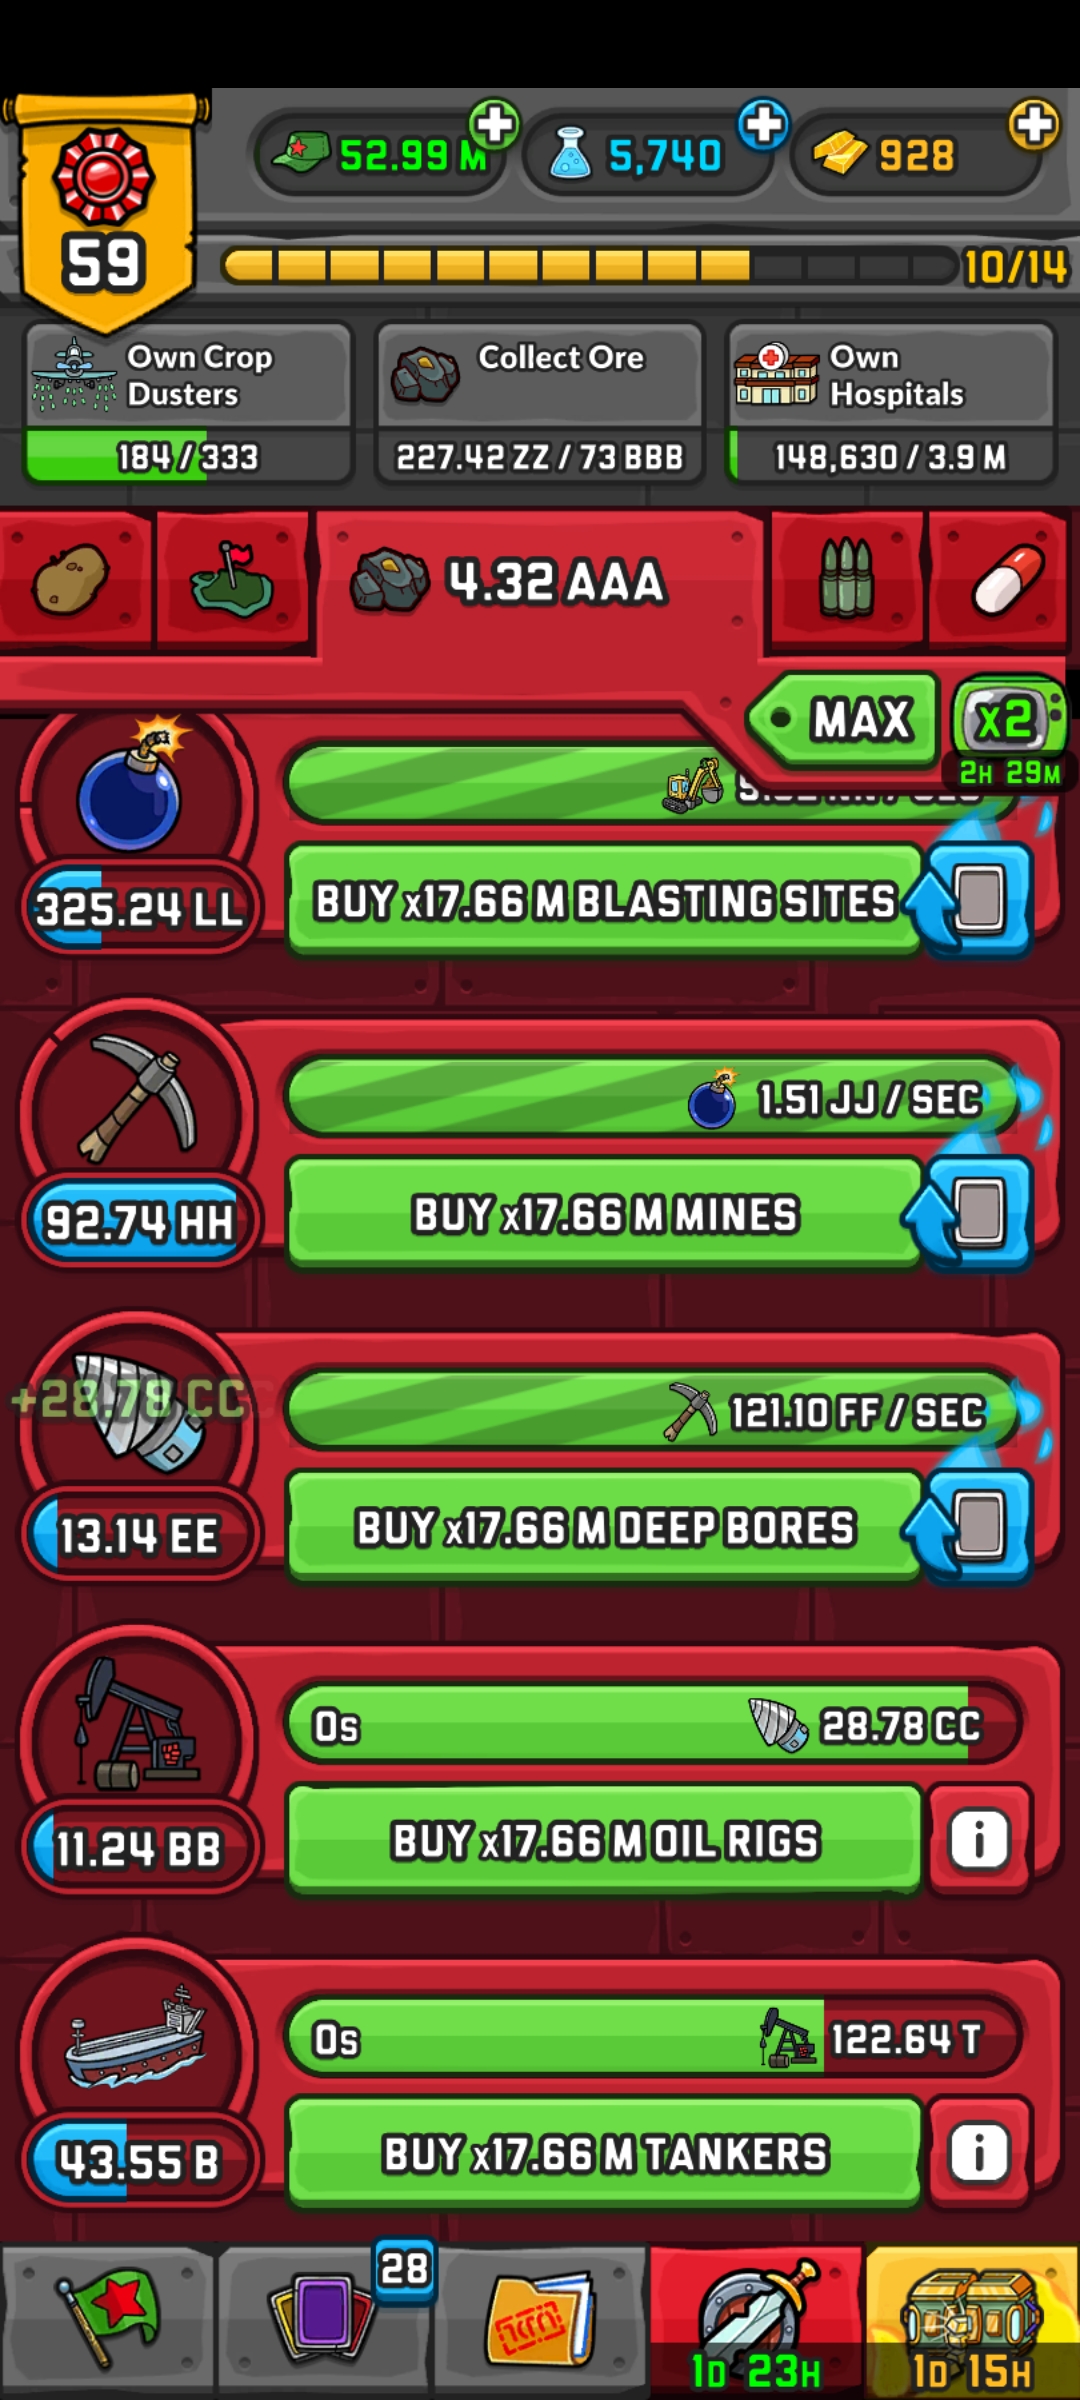 52.99 M
5,740
928
59
10/14
Own Crop
Dusters
184 / 333
Collect Ore
227.42 ZZ / 73 BBB
Own
Hospitals
148,630 / 3.9 M
4.32 AAA
MAX
x2
2H 29M
325.24 LL
BUY x17.66 M BLASTING SITES
92.74 HH
1.51 JJ / SEC
BUY x17.66 M MINES
+28.78 CC
13.14 EE
121.10 FF / SEC
BUY x17.66 M DEEP BORES
11.24 BB
0s
28.78 CC
BUY x17.66 M OIL RIGS
i
43.55 B
0s
122.64 T
BUY x17.66 M TANKERS
i
28
1D 23H
1D 15H